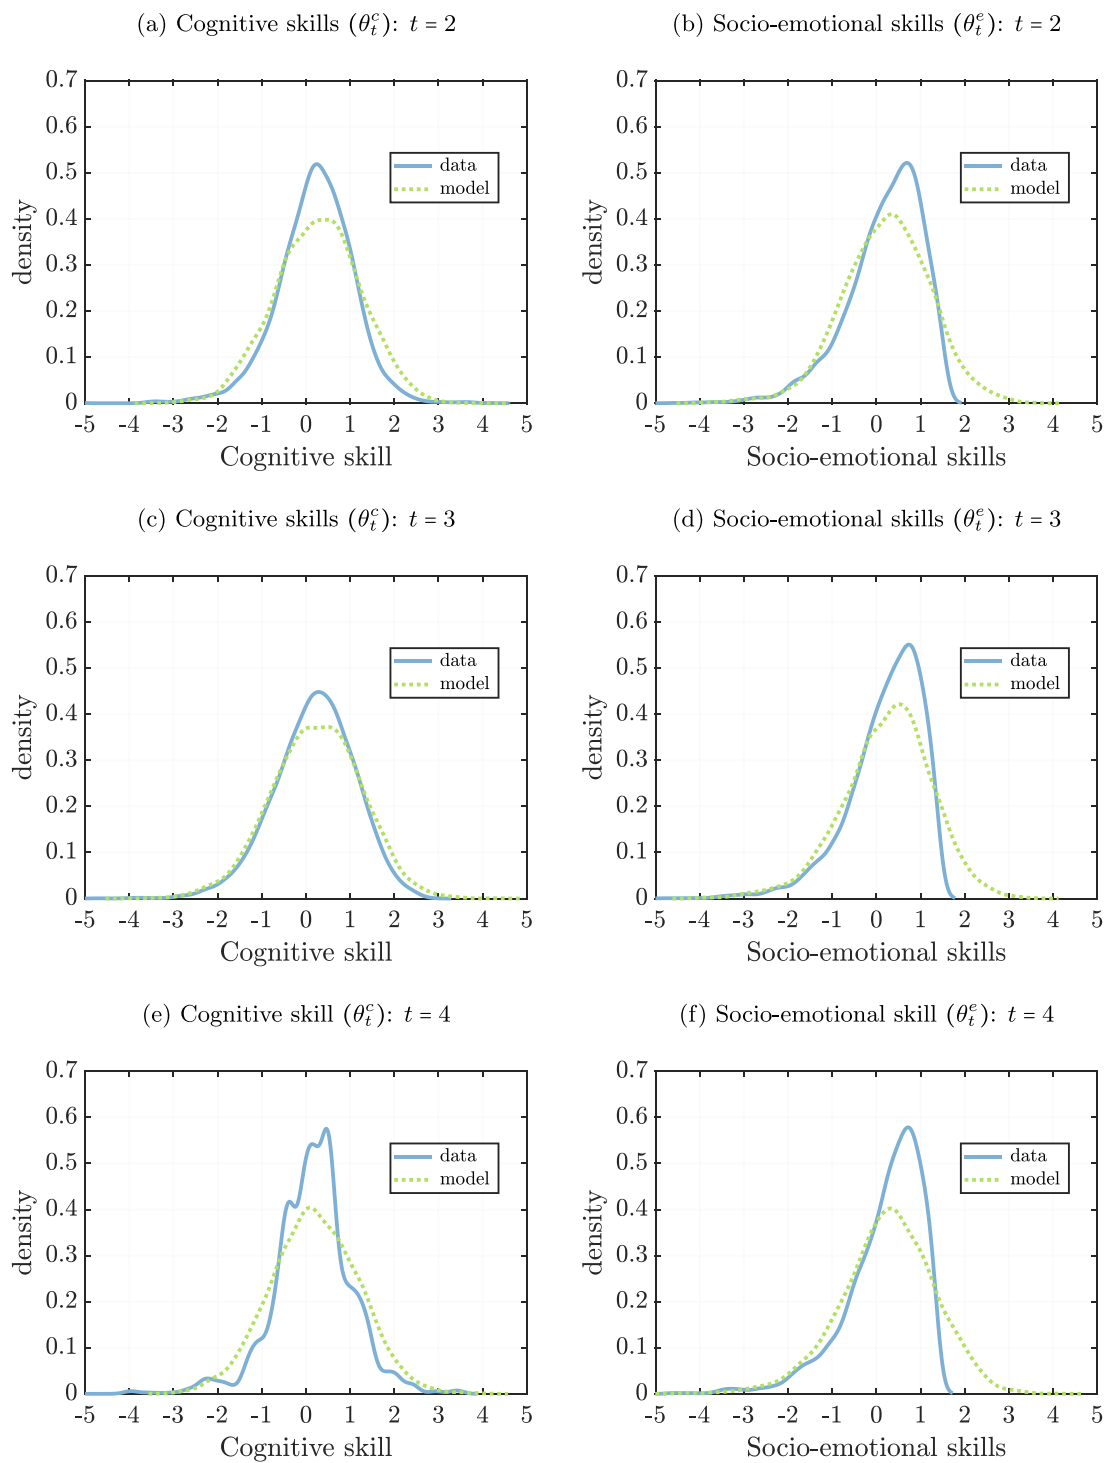 (a) Cognitive skills (θ_t^c): t = 2
0.7
0.6
0.5
0.4
0.3
0.2
0.1
0
density
data
model
-5 -4 -3 -2 -1 0 1 2 3 4 5
Cognitive skill
(b) Socio-emotional skills (θ_t^e): t = 2
0.7
0.6
0.5
0.4
0.3
0.2
0.1
0
density
data
model
-5 -4 -3 -2 -1 0 1 2 3 4 5
Socio-emotional skills
(c) Cognitive skills (θ_t^c): t = 3
0.7
0.6
0.5
0.4
0.3
0.2
0.1
0
density
data
model
-5 -4 -3 -2 -1 0 1 2 3 4 5
Cognitive skill
(d) Socio-emotional skills (θ_t^e): t = 3
0.7
0.6
0.5
0.4
0.3
0.2
0.1
0
density
data
model
-5 -4 -3 -2 -1 0 1 2 3 4 5
Socio-emotional skills
(e) Cognitive skill (θ_t^c): t = 4
0.7
0.6
0.5
0.4
0.3
0.2
0.1
0
density
data
model
-5 -4 -3 -2 -1 0 1 2 3 4 5
Cognitive skill
(f) Socio-emotional skill (θ_t^e): t = 4
0.7
0.6
0.5
0.4
0.3
0.2
0.1
0
density
data
model
-5 -4 -3 -2 -1 0 1 2 3 4 5
Socio-emotional skills